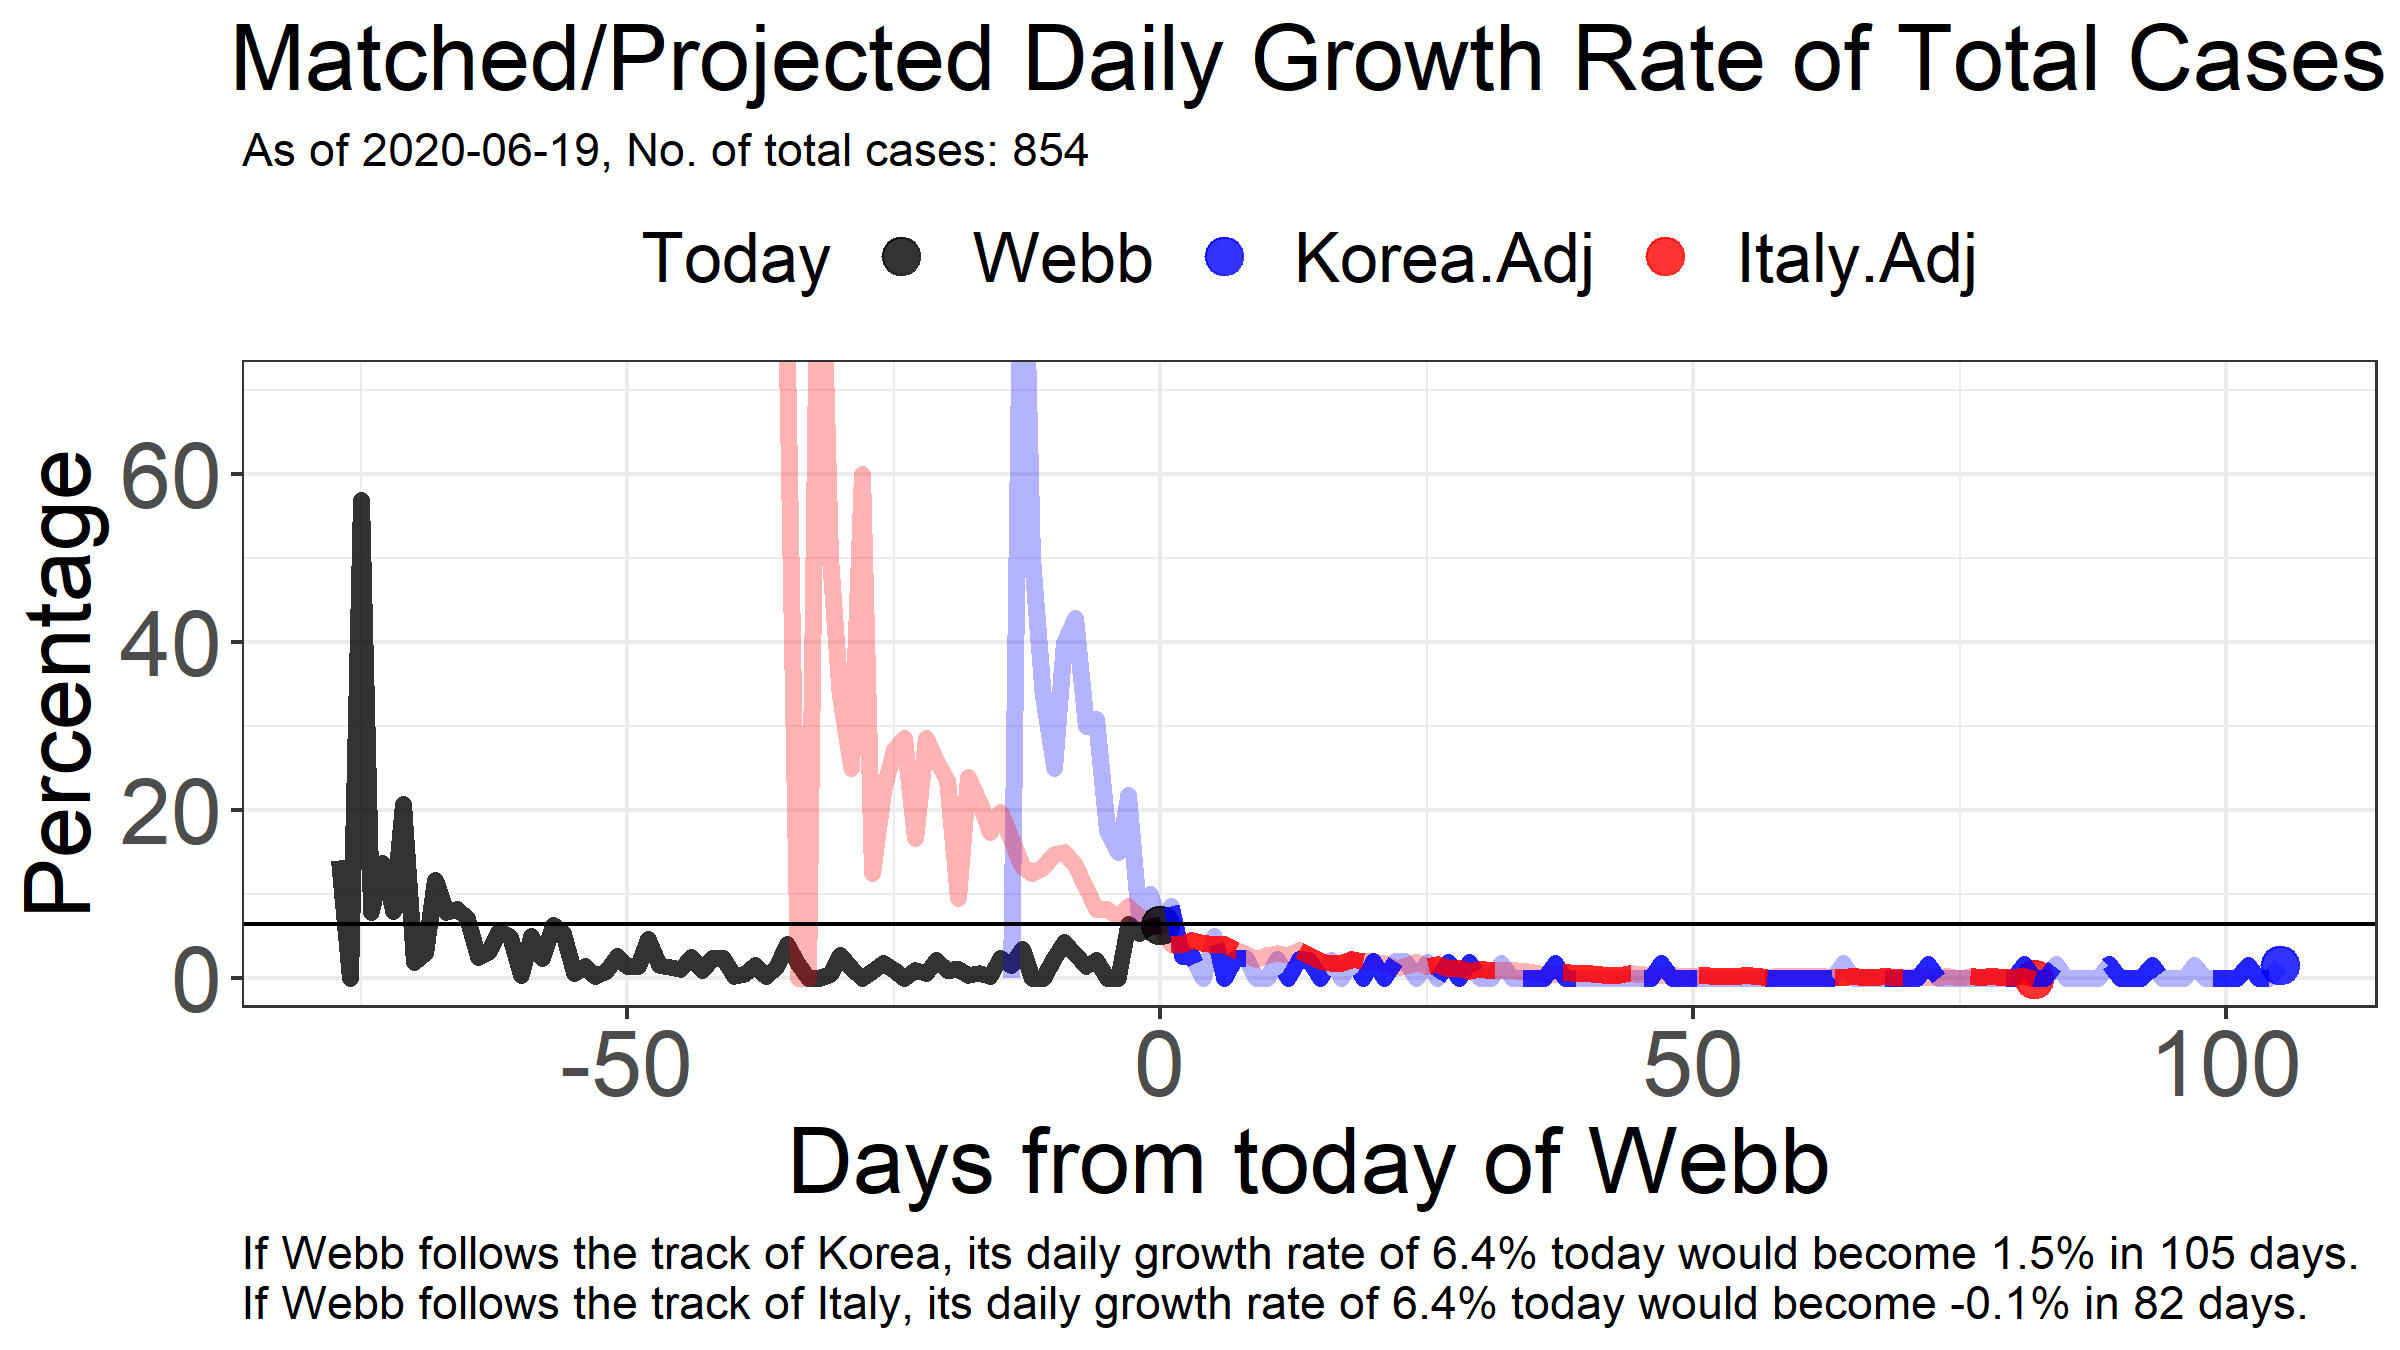 Matched/Projected Daily Growth Rate of Total Cases
As of 2020-06-19, No. of total cases: 854
Today Webb Korea.Adj Italy.Adj
Percentage
60
40
20
0
-50 0 50 100
Days from today of Webb
If Webb follows the track of Korea, its daily growth rate of 6.4% today would become 1.5% in 105 days.
If Webb follows the track of Italy, its daily growth rate of 6.4% today would become -0.1% in 82 days.